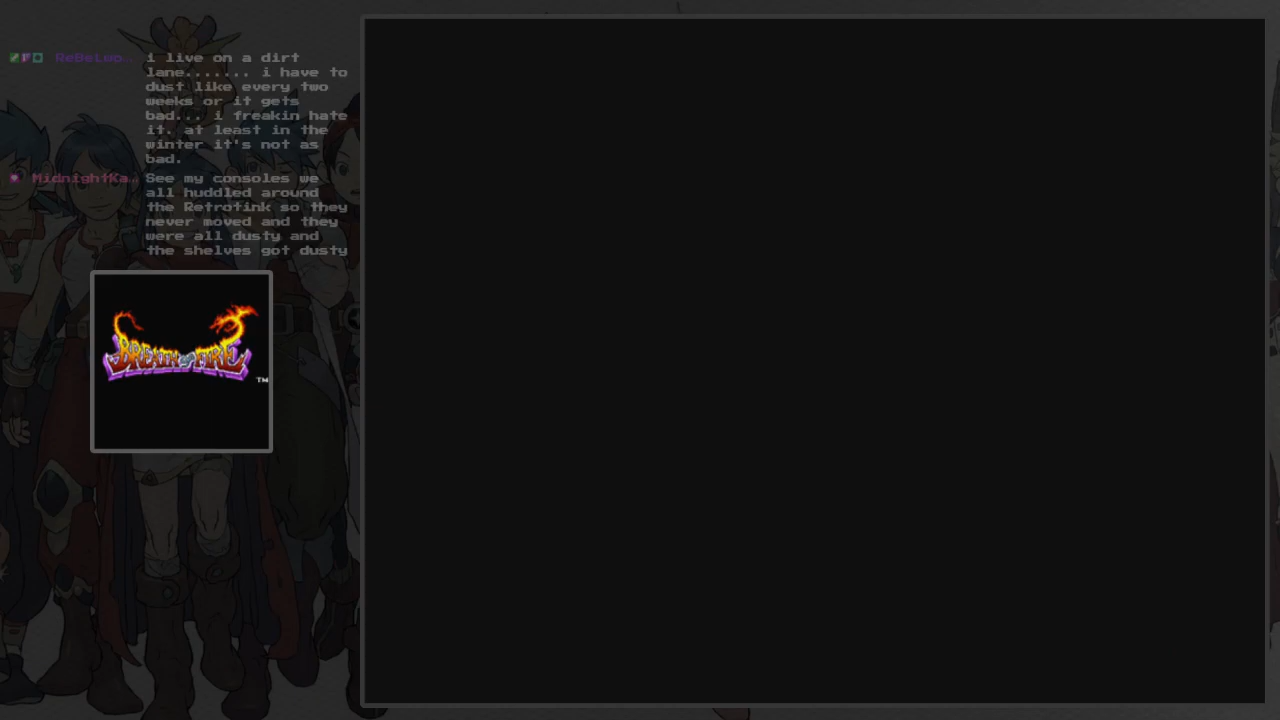 ReBeLub… i live on a dirt
lane....... i have to
dust like every two
weeks or it gets
bad... i freakin hate
it. at least in the
winter it's not as
bad.
MidnightKa… See my consoles we
all huddled around
the Retrotink so they
never moved and they
were all dusty and
the shelves got dusty
BREATH OF FIRE
TM